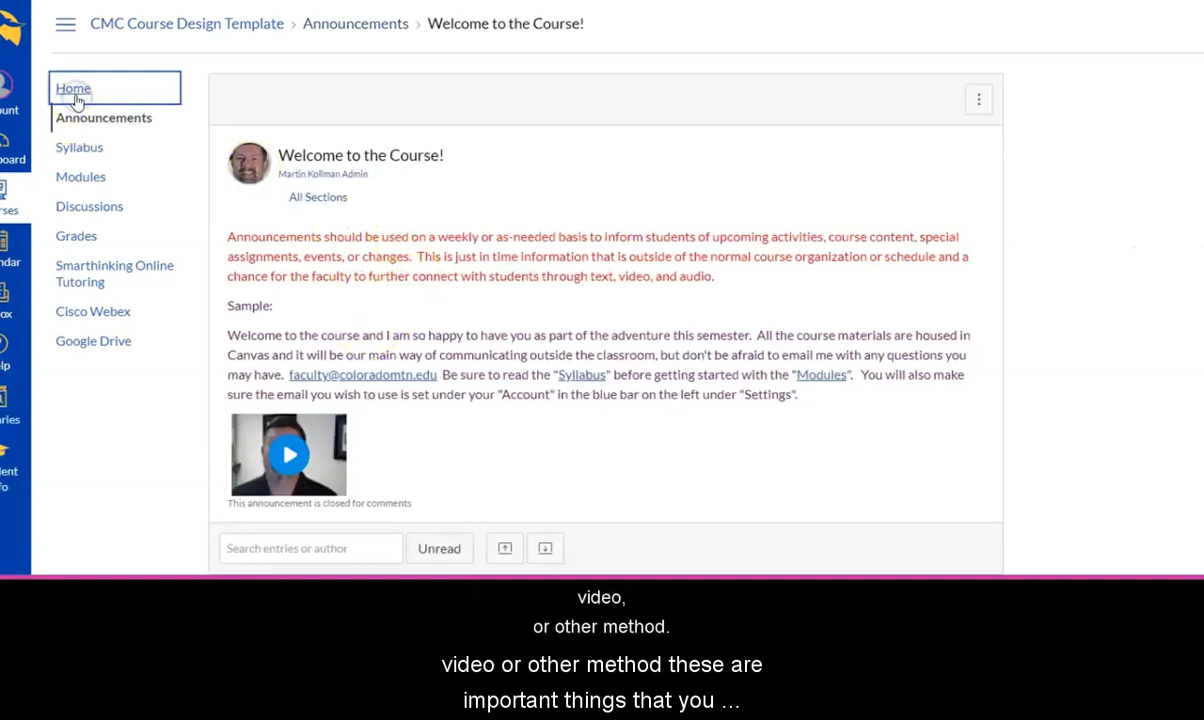 CMC Course Design Template > Announcements > Welcome to the Course!
Home
Announcements
Syllabus
Modules
Discussions
Grades
Smarthinking Online
Tutoring
Cisco Webex
Google Drive
ount
oard
rses
ndar
ox
elp
ries
ent
fo
Welcome to the Course!
Martin Kollman Admin
All Sections
Announcements should be used on a weekly or as-needed basis to inform students of upcoming activities, course content, special
assignments, events, or changes. This is just in time information that is outside of the normal course organization or schedule and a
chance for the faculty to further connect with students through text, video, and audio.
Sample:
Welcome to the course and I am so happy to have you as part of the adventure this semester. All the course materials are housed in
Canvas and it will be our main way of communicating outside the classroom, but don't be afraid to email me with any questions you
may have. faculty@coloradomtn.edu Be sure to read the "Syllabus" before getting started with the "Modules". You will also make
sure the email you wish to use is set under your "Account" in the blue bar on the left under "Settings".
This announcement is closed for comments
Search entries or author
Unread
video,
or other method.
video or other method these are
important things that you ...